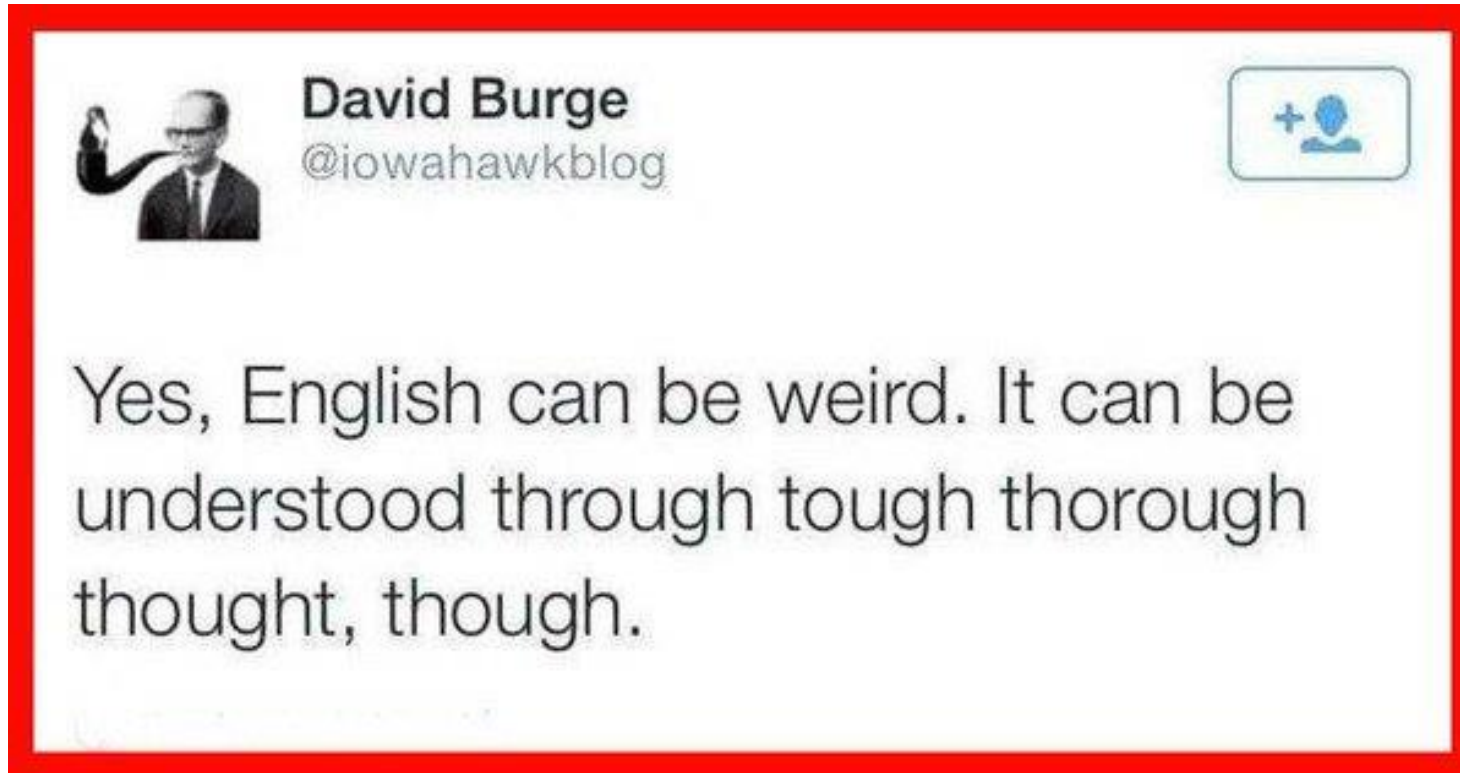 David Burge
@iowahawkblog
Yes, English can be weird. It can be
understood through tough thorough
thought, though.